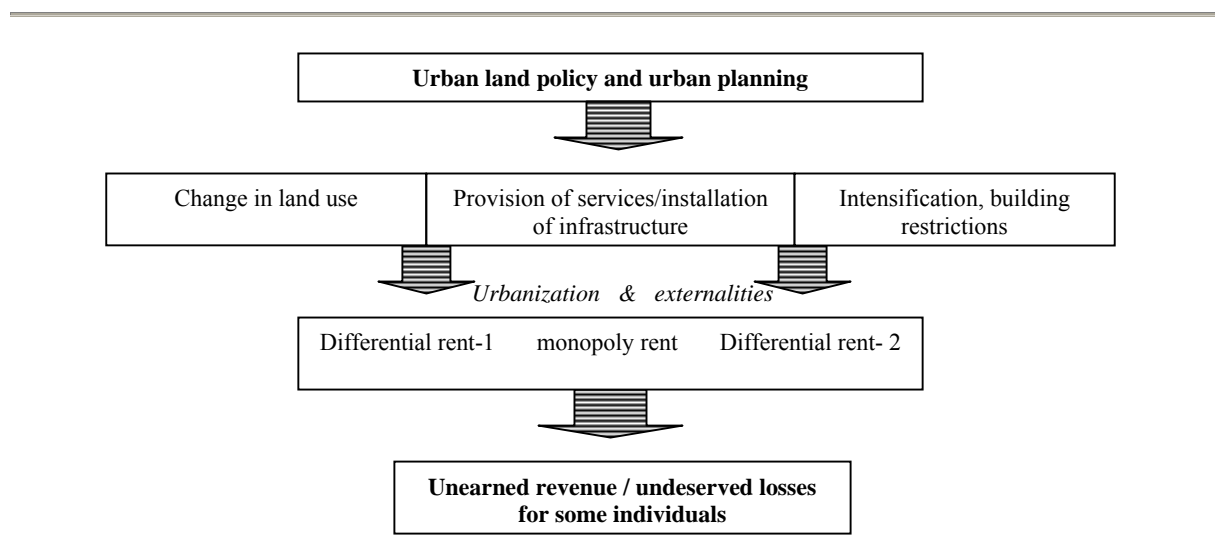 Urban land policy and urban planning
Change in land use
Provision of services/installation
of infrastructure
Intensification, building
restrictions
Urbanization & externalities
Differential rent-1 monopoly rent Differential rent- 2
Unearned revenue / undeserved losses
for some individuals